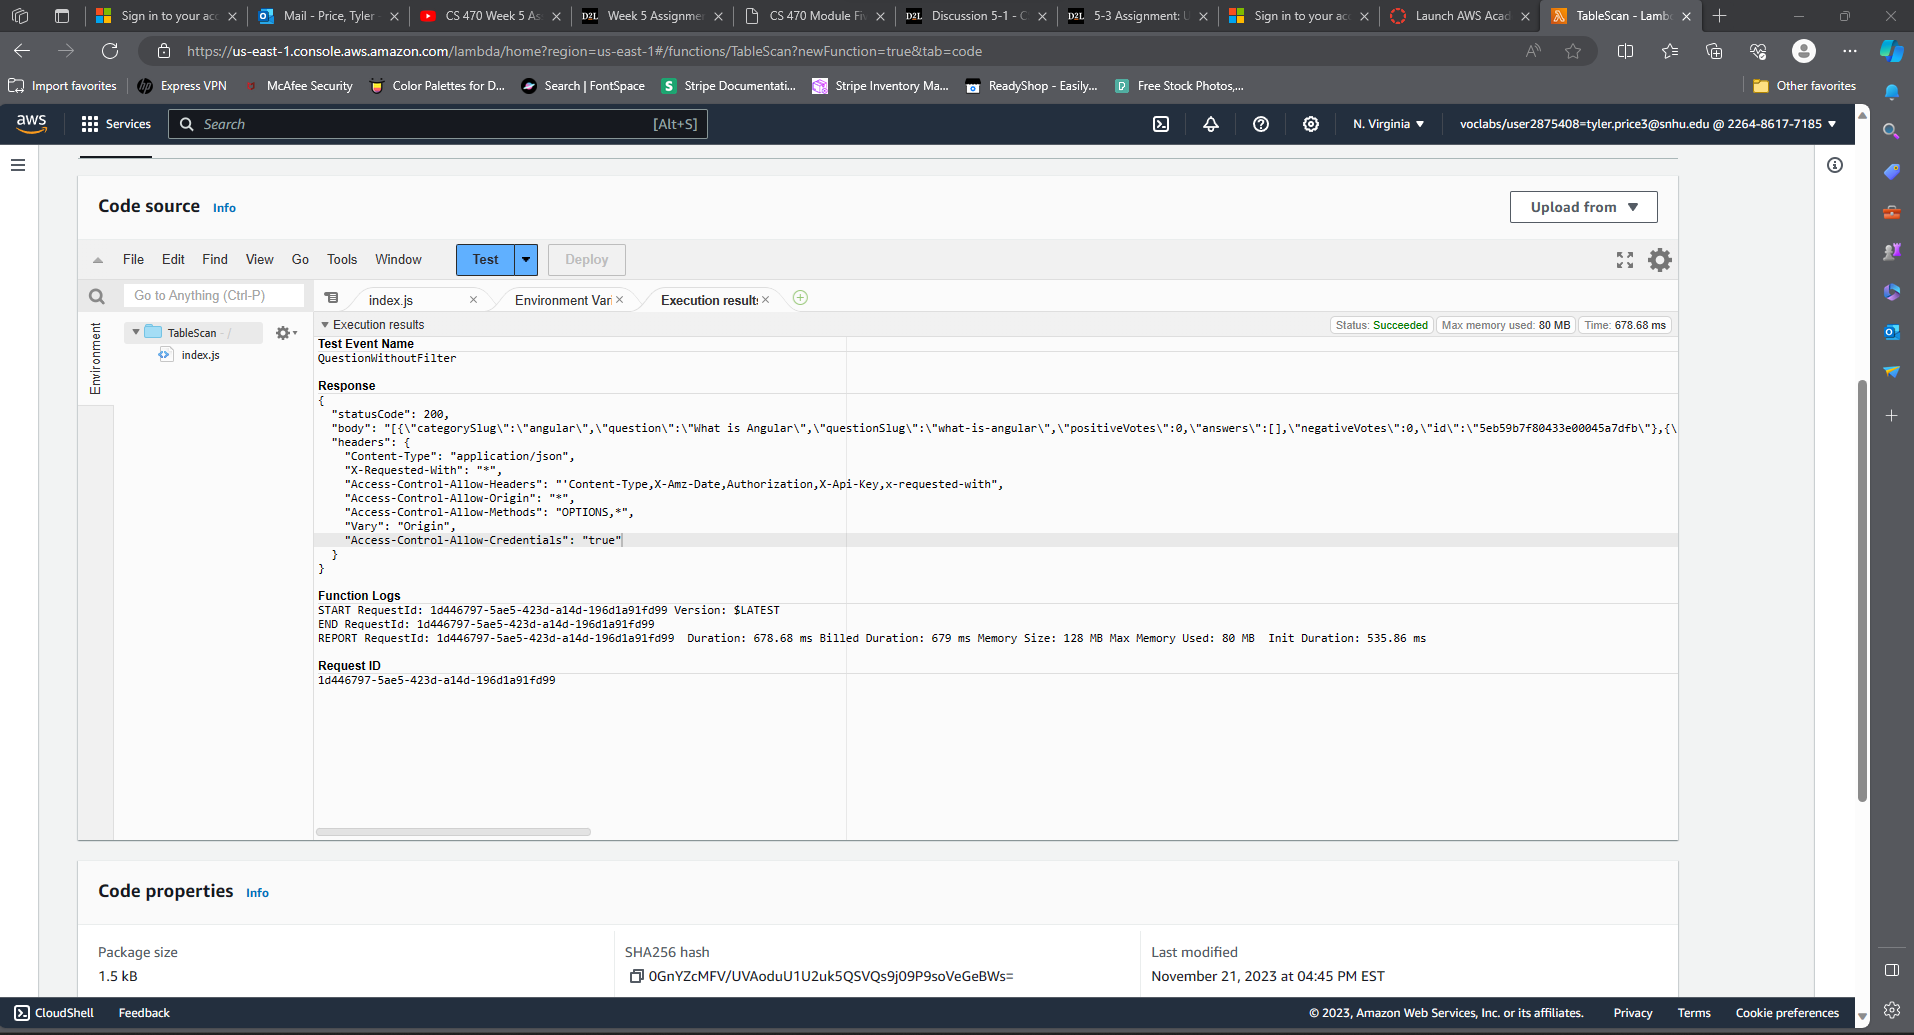 Sign in to your acc
Mail - Price, Tyler -
CS 470 Week 5 As
D2L Week 5 Assignmer
CS 470 Module Fiv
D2L Discussion 5-1 - C
D2L 5-3 Assignment: U
Sign in to your acc
Launch AWS Acad
TableScan - Lamb
https://us-east-1.console.aws.amazon.com/lambda/home?region=us-east-1#/functions/TableScan?newFunction=true&tab=code
Import favorites
Express VPN
McAfee Security
Color Palettes for D...
Search | FontSpace
Stripe Documentati...
Stripe Inventory Ma...
ReadyShop - Easily...
Free Stock Photos,...
Other favorites
aws
Services
Search [Alt+S]
N. Virginia
voclabs/user2875408=tyler.price3@snhu.edu @ 2264-8617-7185
Code source Info
Upload from
File Edit Find View Go Tools Window Test Deploy
Go to Anything (Ctrl-P)
index.js
Environment Vari
Execution results
Environment
TableScan - /
index.js
Execution results
Status: Succeeded Max memory used: 80 MB Time: 678.68 ms
Test Event Name
QuestionWithoutFilter
Response
{
"statusCode": 200,
"body": "[{\"categorySlug\":\"angular\",\"question\":\"What is Angular\",\"questionSlug\":\"what-is-angular\",\"positiveVotes\":0,\"answers\":[],\"negativeVotes\":0,\"id\":\"5eb59b7f80433e00045a7dfb\"},{\
"headers": {
"Content-Type": "application/json",
"X-Requested-With": "*",
"Access-Control-Allow-Headers": "'Content-Type,X-Amz-Date,Authorization,X-Api-Key,x-requested-with",
"Access-Control-Allow-Origin": "*",
"Access-Control-Allow-Methods": "OPTIONS,*",
"Vary": "Origin",
"Access-Control-Allow-Credentials": "true"
}
}
Function Logs
START RequestId: 1d446797-5ae5-423d-a14d-196d1a91fd99 Version: $LATEST
END RequestId: 1d446797-5ae5-423d-a14d-196d1a91fd99
REPORT RequestId: 1d446797-5ae5-423d-a14d-196d1a91fd99 Duration: 678.68 ms Billed Duration: 679 ms Memory Size: 128 MB Max Memory Used: 80 MB Init Duration: 535.86 ms
Request ID
1d446797-5ae5-423d-a14d-196d1a91fd99
Code properties Info
Package size
1.5 kB
SHA256 hash
0GnYZcMFV/UVAoduU1U2uk5QSVQs9j09P9soVeGeBWs=
Last modified
November 21, 2023 at 04:45 PM EST
CloudShell Feedback
© 2023, Amazon Web Services, Inc. or its affiliates. Privacy Terms Cookie preferences